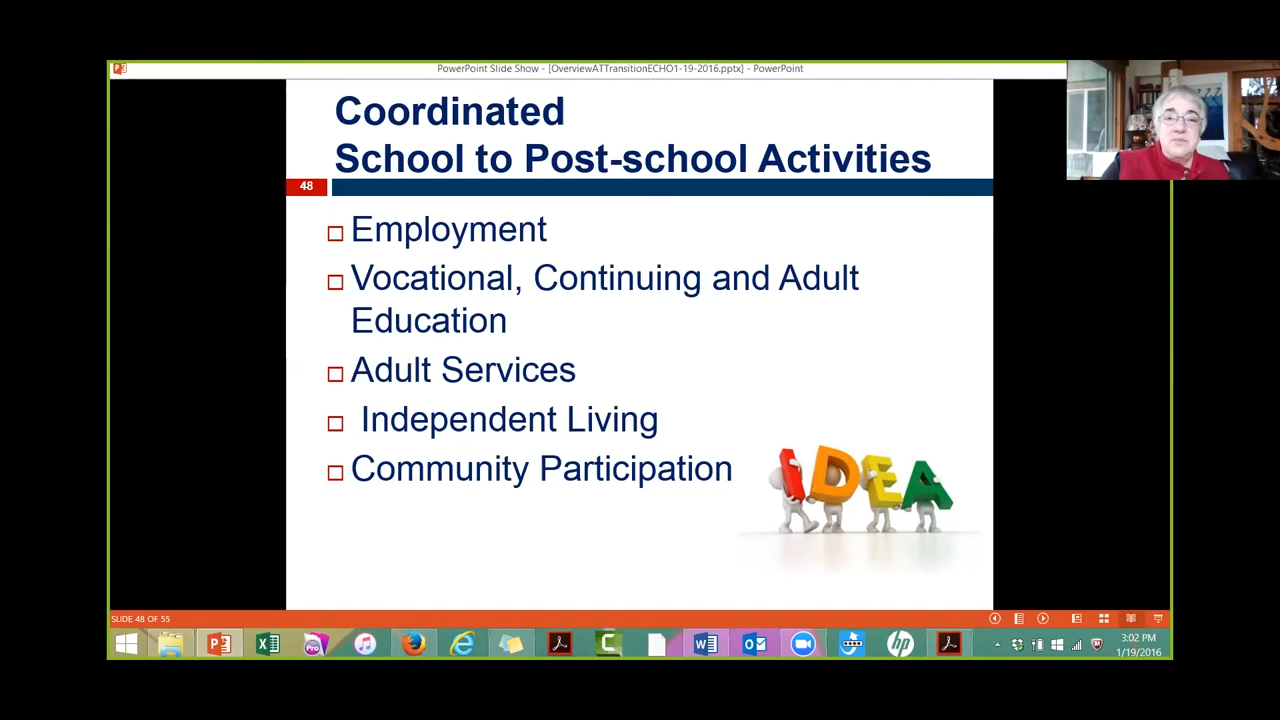 PowerPoint Slide Show - [OverviewATTransitionECHO1-19-2016.pptx] - PowerPoint
Coordinated
School to Post-school Activities
48
Employment
Vocational, Continuing and Adult
Education
Adult Services
Independent Living
Community Participation
IDEA
SLIDE 48 OF 55
Pro
hp
3:02 PM
1/19/2016